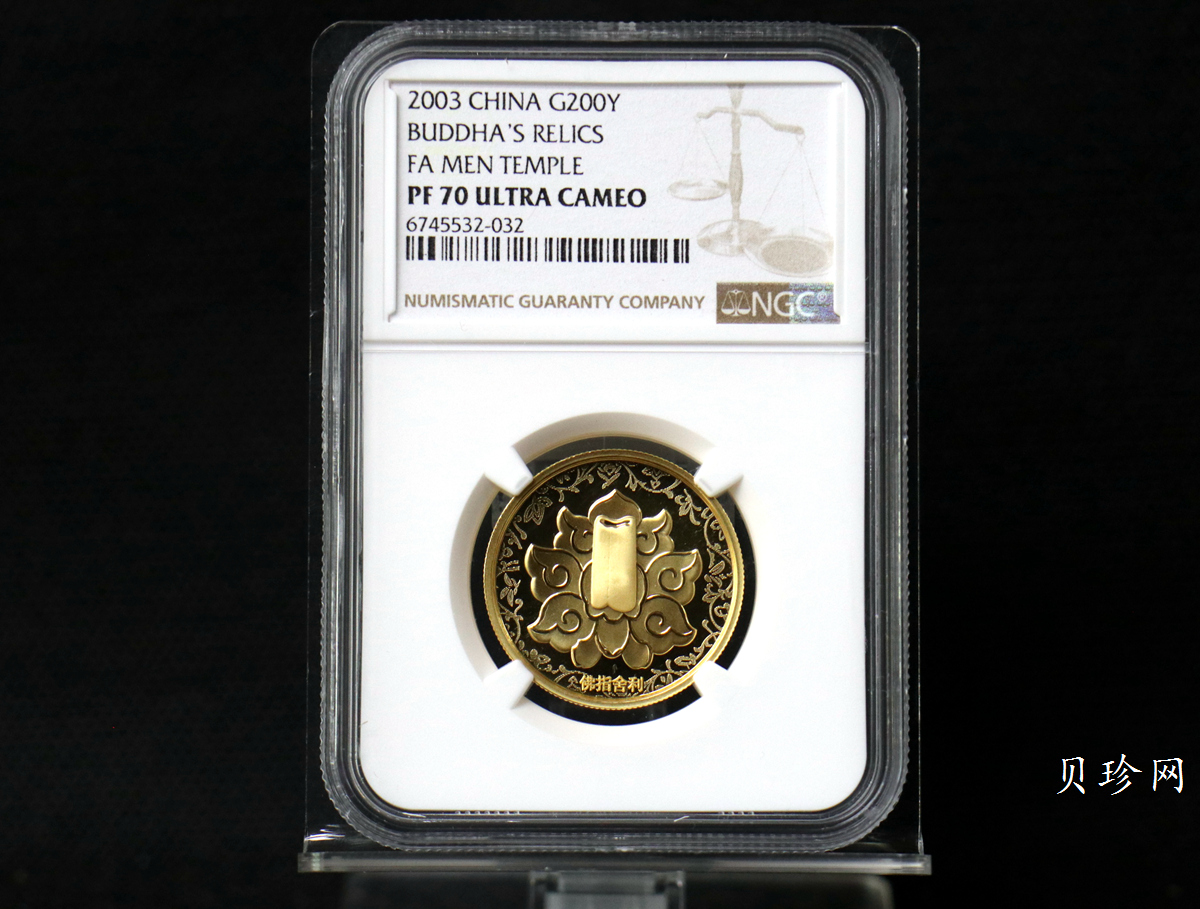 2003 CHINA G200Y
BUDDHA'S RELICS
FA MEN TEMPLE
PF 70 ULTRA CAMEO
6745532-032
NUMISMATIC GUARANTY COMPANY
NGC
佛指舍利
贝珍网